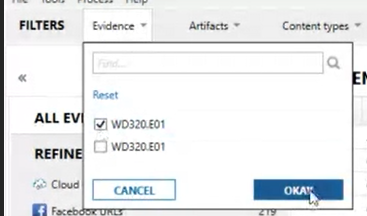 File Tools Process Help
FILTERS Evidence Artifacts Content types
Find...
Reset
ALL EVI
WD320.E01
REFINE
WD320.E01
Cloud
CANCEL OKAY
Facebook URLs 219